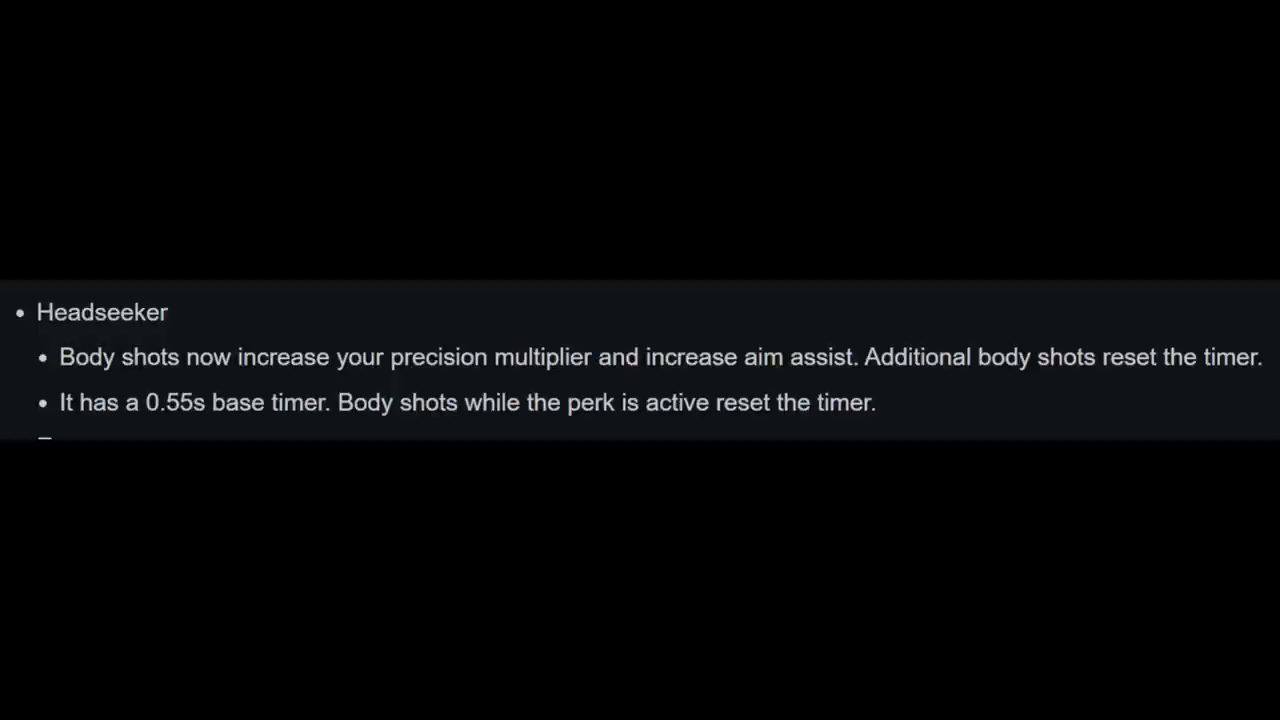 Headseeker
Body shots now increase your precision multiplier and increase aim assist. Additional body shots reset the timer.
It has a 0.55s base timer. Body shots while the perk is active reset the timer.